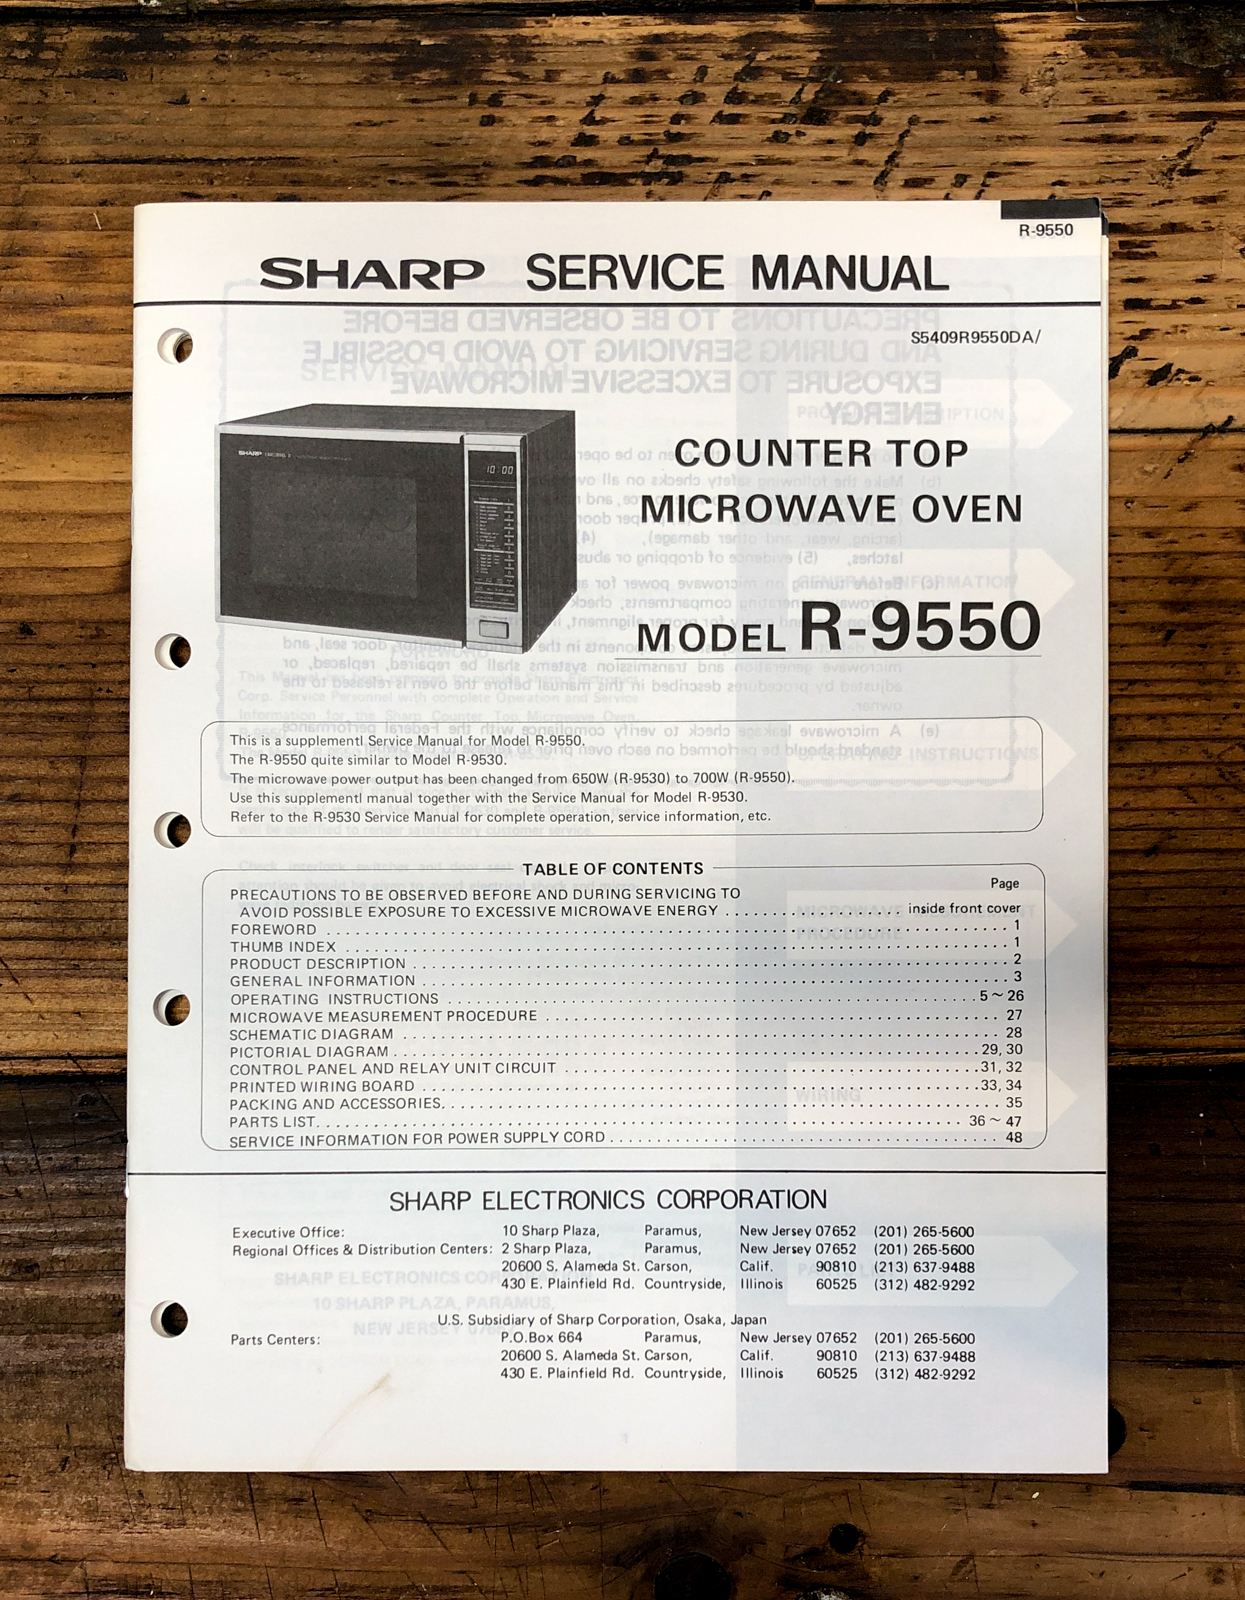 R-9550
SHARP SERVICE MANUAL
S5409R9550DA/
SHARP
10:00
COUNTER TOP
MICROWAVE OVEN
MODEL R-9550
This is a supplementl Service Manual for Model R-9550.
The R-9550 quite similar to Model R-9530.
The microwave power output has been changed from 650W (R-9530) to 700W (R-9550).
Use this supplementl manual together with the Service Manual for Model R-9530.
Refer to the R-9530 Service Manual for complete operation, service information, etc.
TABLE OF CONTENTS
Page
PRECAUTIONS TO BE OBSERVED BEFORE AND DURING SERVICING TO
AVOID POSSIBLE EXPOSURE TO EXCESSIVE MICROWAVE ENERGY . . . . . . . . . . . . . . . . . . . . inside front cover
FOREWORD . . . . . . . . . . . . . . . . . . . . 1
THUMB INDEX . . . . . . . . . . . . . . . . . . . . 1
PRODUCT DESCRIPTION . . . . . . . . . . . . . . . . . . . . 2
GENERAL INFORMATION . . . . . . . . . . . . . . . . . . . . 3
OPERATING INSTRUCTIONS . . . . . . . . . . . . . . . . . . . . 5 ~ 26
MICROWAVE MEASUREMENT PROCEDURE . . . . . . . . . . . . . . . . . . . . 27
SCHEMATIC DIAGRAM . . . . . . . . . . . . . . . . . . . . 28
PICTORIAL DIAGRAM . . . . . . . . . . . . . . . . . . . . 29, 30
CONTROL PANEL AND RELAY UNIT CIRCUIT . . . . . . . . . . . . . . . . . . . . 31, 32
PRINTED WIRING BOARD . . . . . . . . . . . . . . . . . . . . 33, 34
PACKING AND ACCESSORIES. . . . . . . . . . . . . . . . . . . . 35
PARTS LIST. . . . . . . . . . . . . . . . . . . . 36 ~ 47
SERVICE INFORMATION FOR POWER SUPPLY CORD . . . . . . . . . . . . . . . . . . . . 48
SHARP ELECTRONICS CORPORATION
Executive Office: 10 Sharp Plaza, Paramus, New Jersey 07652 (201) 265-5600
Regional Offices & Distribution Centers: 2 Sharp Plaza, Paramus, New Jersey 07652 (201) 265-5600
20600 S. Alameda St. Carson, Calif. 90810 (213) 637-9488
430 E. Plainfield Rd. Countryside, Illinois 60525 (312) 482-9292
U.S. Subsidiary of Sharp Corporation, Osaka, Japan
Parts Centers: P.O.Box 664 Paramus, New Jersey 07652 (201) 265-5600
20600 S. Alameda St. Carson, Calif. 90810 (213) 637-9488
430 E. Plainfield Rd. Countryside, Illinois 60525 (312) 482-9292